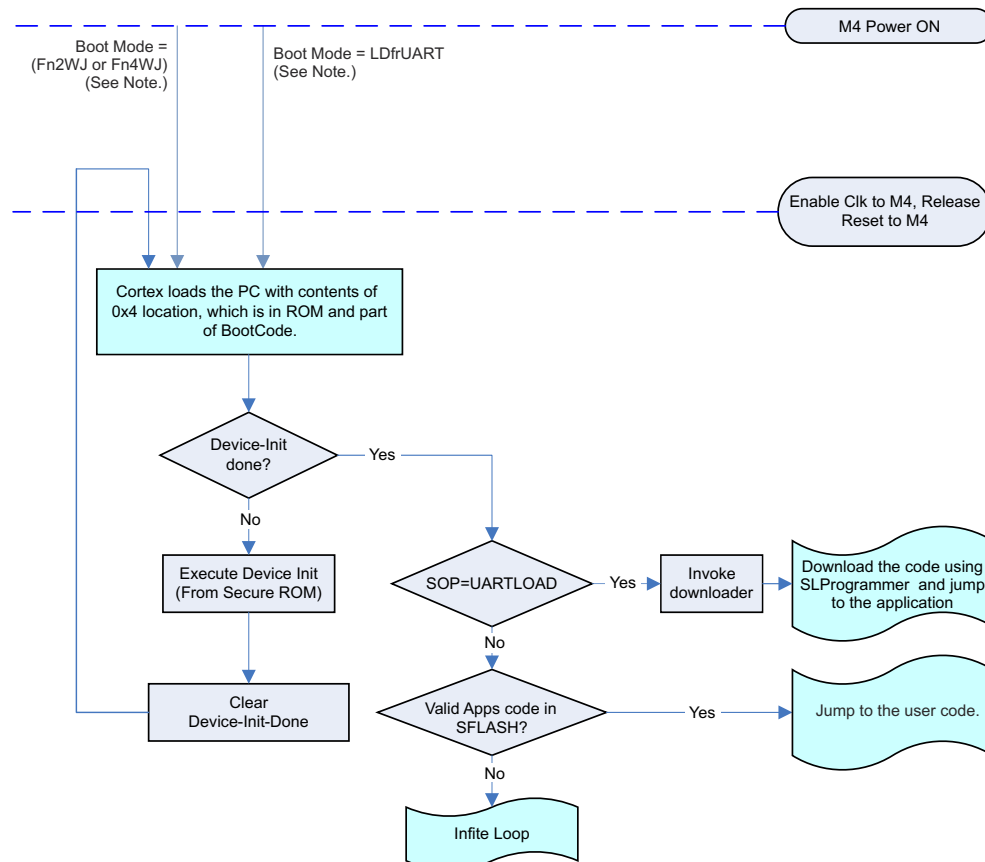 M4 Power ON
Boot Mode =
(Fn2WJ or Fn4WJ)
(See Note.)
Boot Mode = LDfrUART
(See Note.)
Enable Clk to M4, Release
Reset to M4
Cortex loads the PC with contents of
0x4 location, which is in ROM and part
of BootCode.
Device-Init
done?
Yes
No
Execute Device Init
(From Secure ROM)
Clear
Device-Init-Done
SOP=UARTLOAD
Yes
Invoke
downloader
Download the code using
SLProgrammer and jump
to the application
No
Valid Apps code in
SFLASH?
Yes
Jump to the user code.
No
Infite Loop